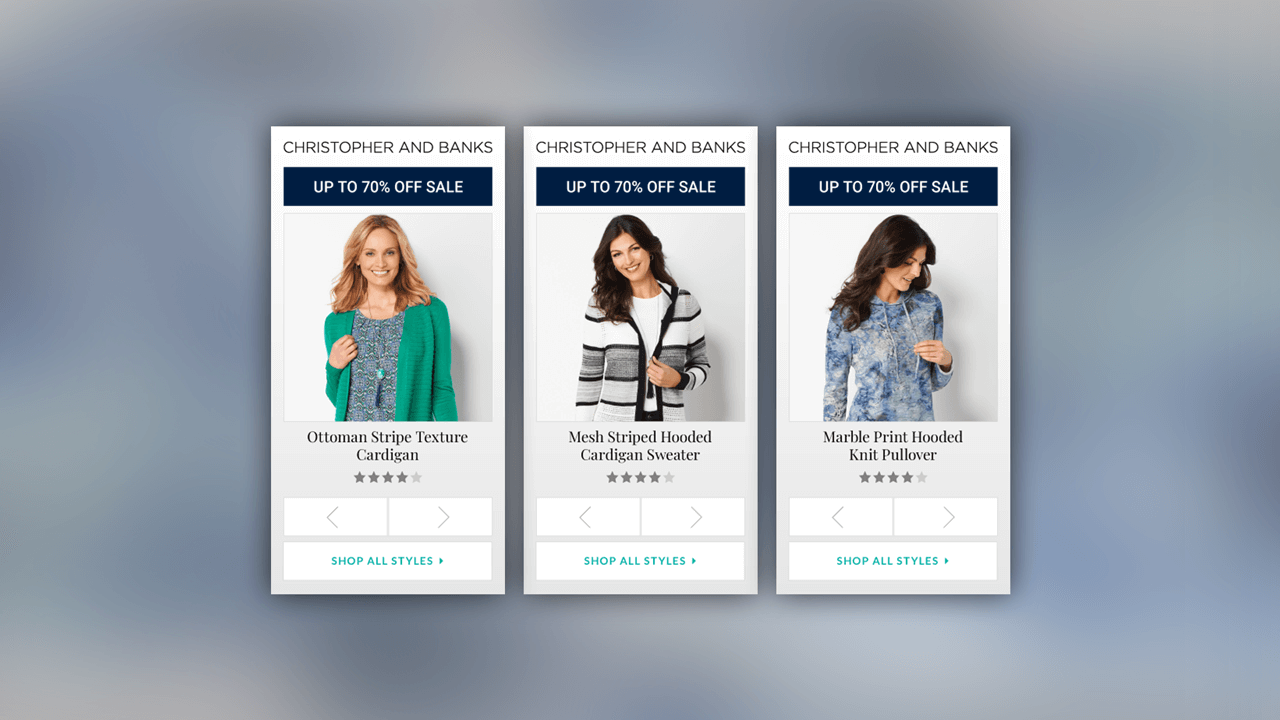 CHRISTOPHER AND BANKS
UP TO 70% OFF SALE
Ottoman Stripe Texture
Cardigan
SHOP ALL STYLES
CHRISTOPHER AND BANKS
UP TO 70% OFF SALE
Mesh Striped Hooded
Cardigan Sweater
SHOP ALL STYLES
CHRISTOPHER AND BANKS
UP TO 70% OFF SALE
Marble Print Hooded
Knit Pullover
SHOP ALL STYLES